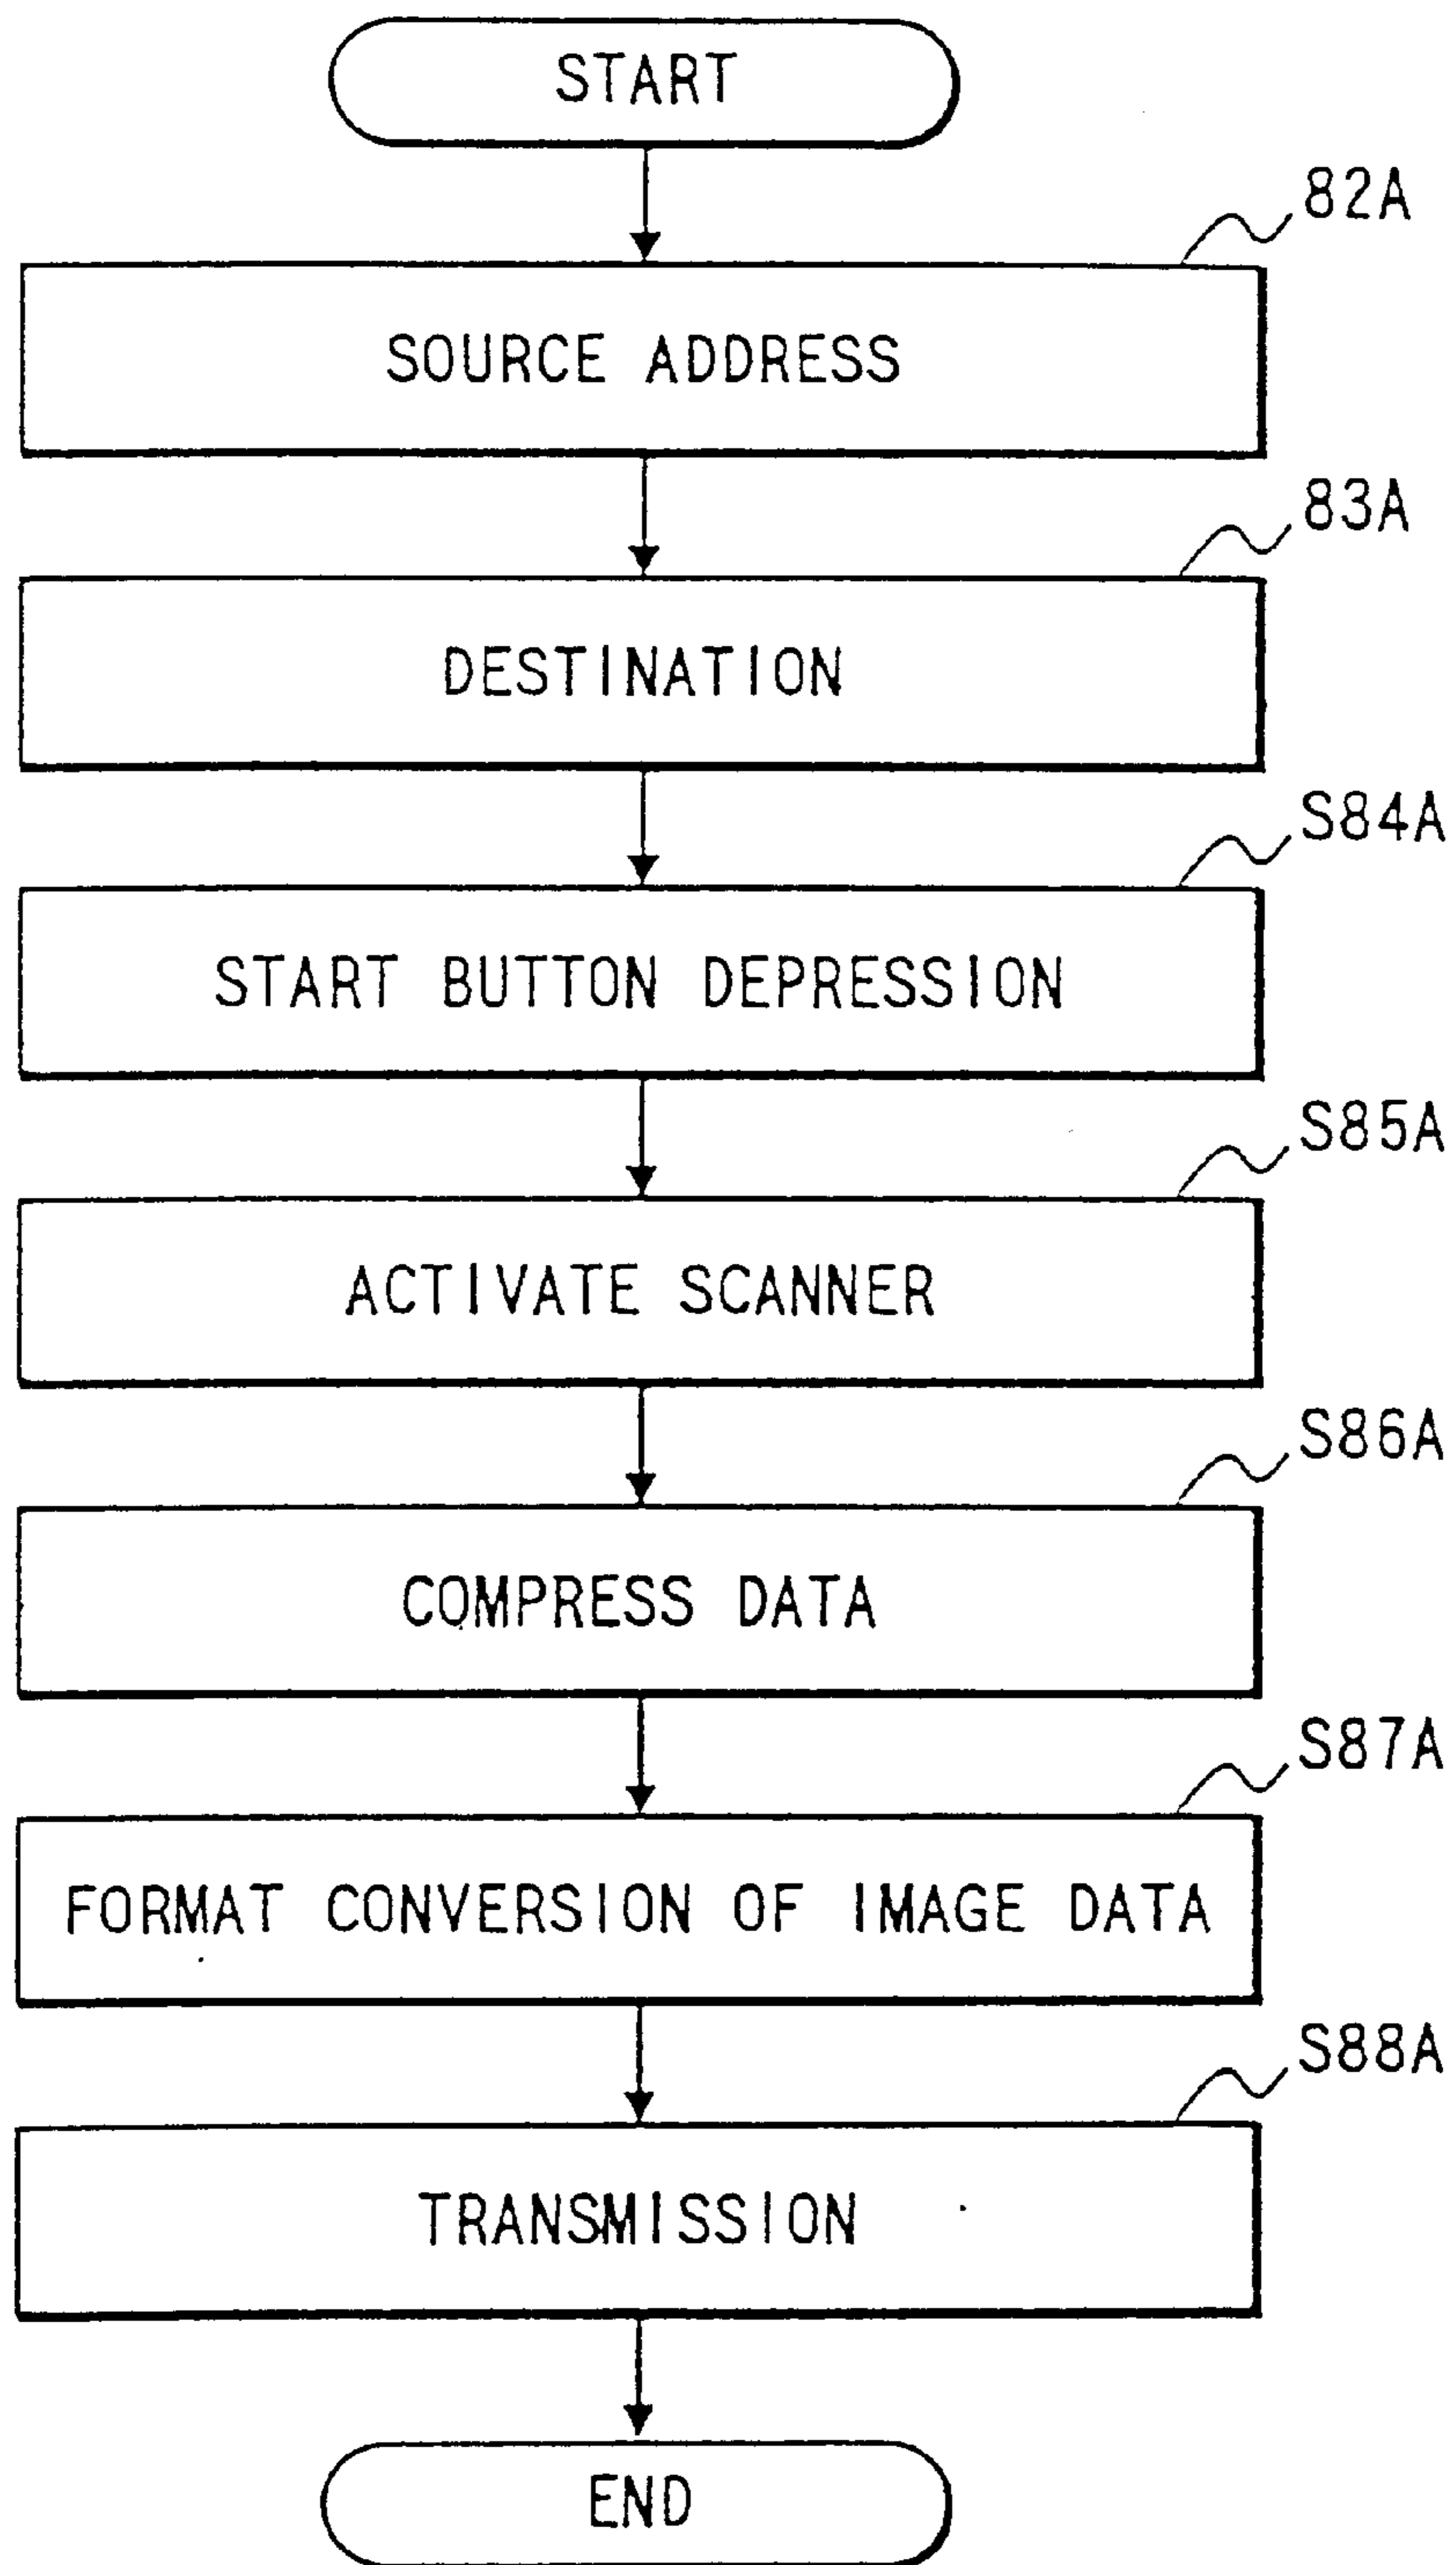 START
82A
SOURCE ADDRESS
83A
DESTINATION
S84A
START BUTTON DEPRESSION
S85A
ACTIVATE SCANNER
S86A
COMPRESS DATA
S87A
FORMAT CONVERSION OF IMAGE DATA
S88A
TRANSMISSION
END